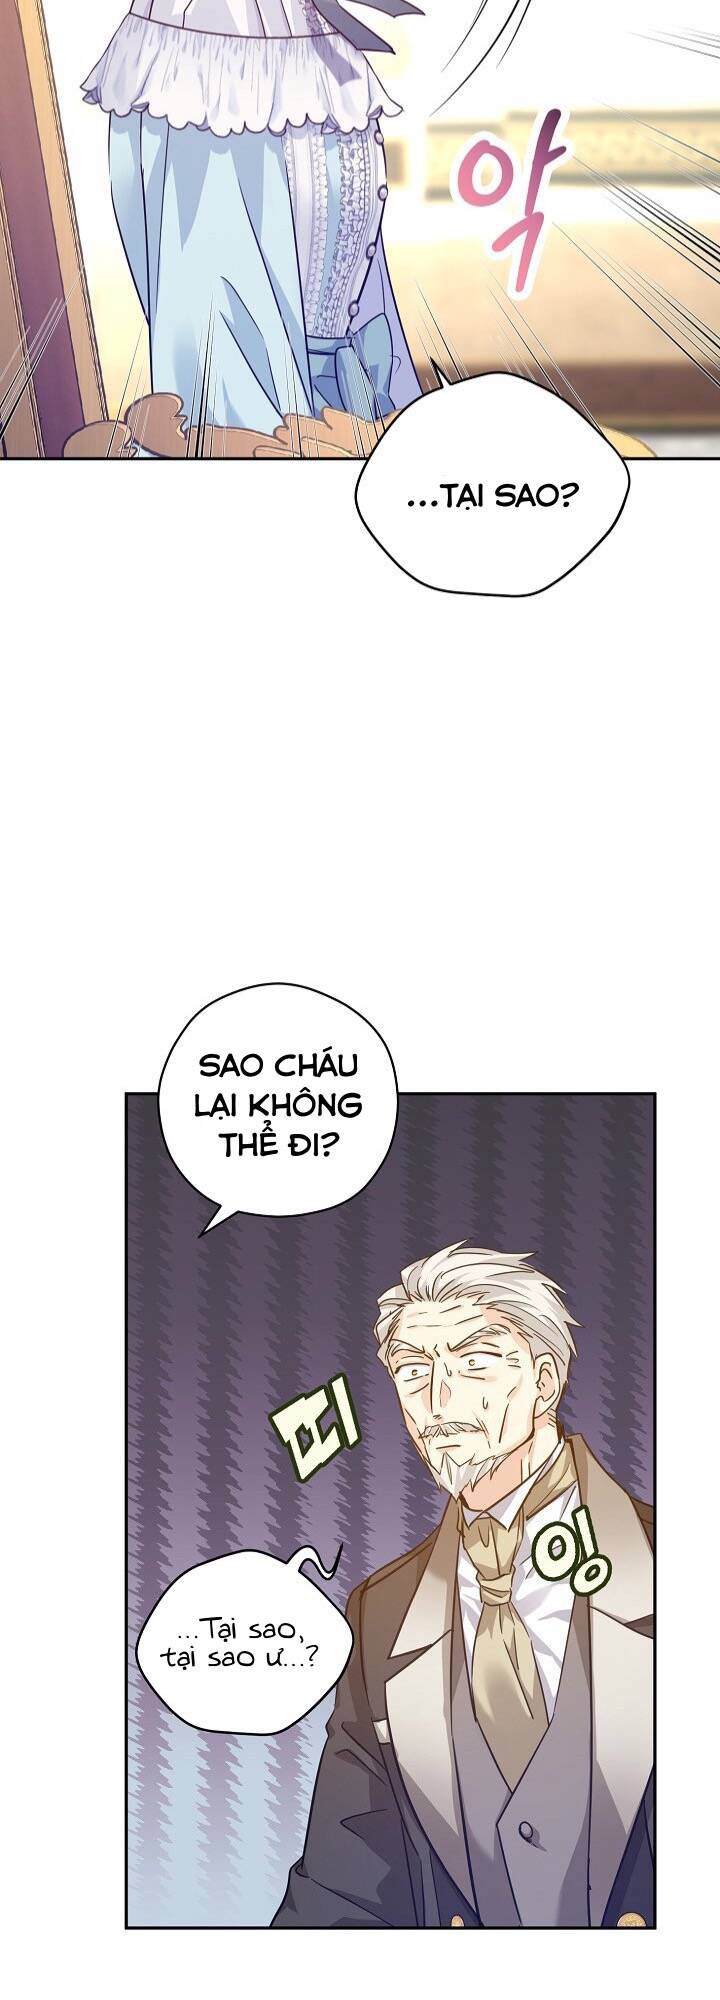 악
...TẠI SAO?
SAO CHÁU
LẠI KHÔNG
THỂ ĐI?
띠
잉
...Tại sao,
tại sao ư...?